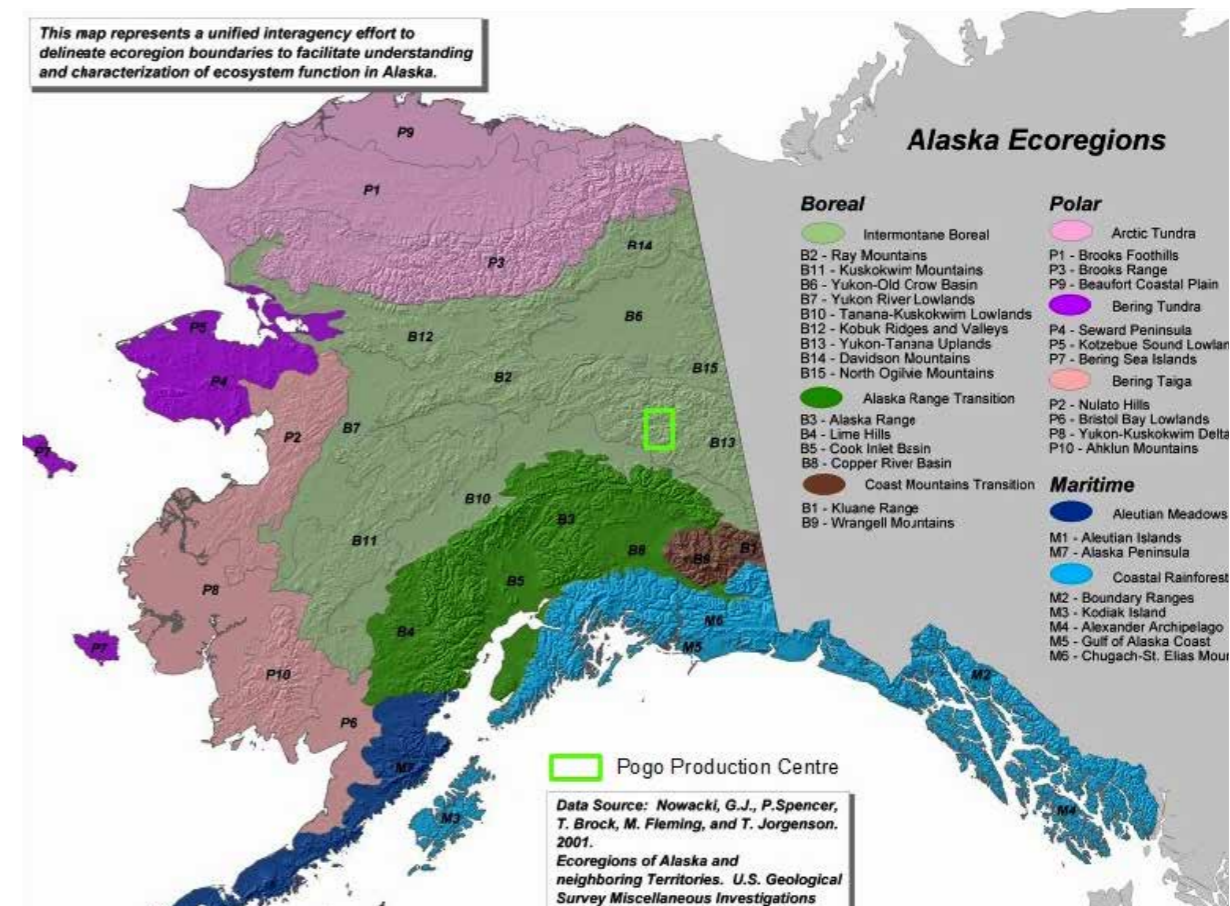 This map represents a unified interagency effort to
delineate ecoregion boundaries to facilitate understanding
and characterization of ecosystem function in Alaska.
Alaska Ecoregions
Boreal
Intermontane Boreal
B2 - Ray Mountains
B11 - Kuskokwim Mountains
B6 - Yukon-Old Crow Basin
B7 - Yukon River Lowlands
B10 - Tanana-Kuskokwim Lowlands
B12 - Kobuk Ridges and Valleys
B13 - Yukon-Tanana Uplands
B14 - Davidson Mountains
B15 - North Ogilvie Mountains
Alaska Range Transition
B3 - Alaska Range
B4 - Lime Hills
B5 - Cook Inlet Basin
B8 - Copper River Basin
Coast Mountains Transition
B1 - Kluane Range
B9 - Wrangell Mountains
Polar
Arctic Tundra
P1 - Brooks Foothills
P3 - Brooks Range
P9 - Beaufort Coastal Plain
Bering Tundra
P4 - Seward Peninsula
P5 - Kotzebue Sound Lowlan
P7 - Bering Sea Islands
Bering Taiga
P2 - Nulato Hills
P6 - Bristol Bay Lowlands
P8 - Yukon-Kuskokwim Delta
P10 - Ahklun Mountains
Maritime
Aleutian Meadows
M1 - Aleutian Islands
M7 - Alaska Peninsula
Coastal Rainforest
M2 - Boundary Ranges
M3 - Kodiak Island
M4 - Alexander Archipelago
M5 - Gulf of Alaska Coast
M6 - Chugach-St. Elias Moun
P9
P1
B14
P3
B6
P5
B12
B15
B2
P4
B7
P2
B13
P7
B10
B3
B11
B8
B9
B1
B5
P8
M6
B4
M5
P7
P10
M2
P6
M7
M3
M4
Pogo Production Centre
Data Source: Nowacki, G.J., P.Spencer,
T. Brock, M. Fleming, and T. Jorgenson.
2001.
Ecoregions of Alaska and
neighboring Territories. U.S. Geological
Survey Miscellaneous Investigations